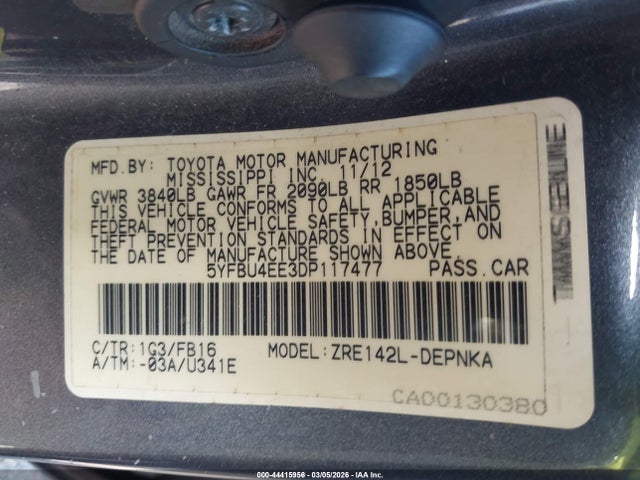 MFD.BY: TOYOTA MOTOR MANUFACTURING
MISSISSIPPI INC. 11/12
GVWR 3840LB GAWR FR 2090LB RR 1850LB
THIS VEHICLE CONFORMS TO ALL APPLICABLE
FEDERAL MOTOR VEHICLE SAFETY,BUMPER,AND
THEFT PREVENTION STANDARDS IN EFFECT ON
THE DATE OF MANUFACTURE SHOWN ABOVE.
5YFBU4EE3DP117477 PASS.CAR
C/TR:1G3/FB16 MODEL:ZRE142L-DEPNKA
A/TM:-03A/U341E
CA00130380
000-44415956 | 03/05/2026 | IAA Inc.